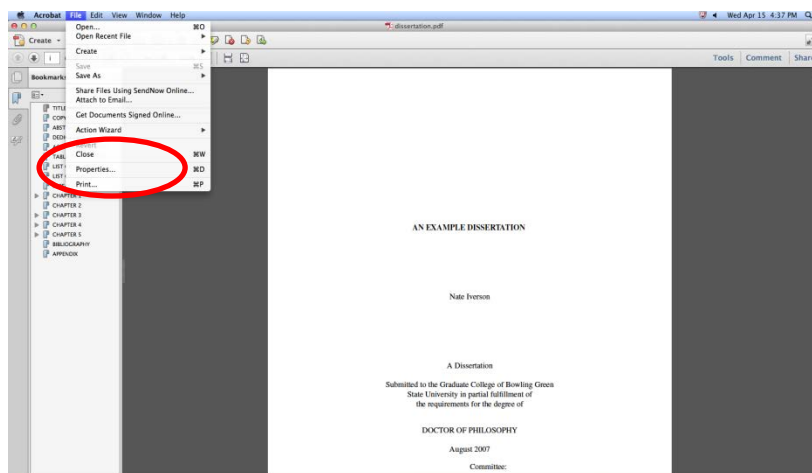 Acrobat File Edit View Window Help
Wed Apr 15 4:37 PM
dissertation.pdf
Open... ⌘O
Open Recent File
Create
Save ⌘S
Save As
Share Files Using SendNow Online...
Attach to Email...
Get Documents Signed Online...
Action Wizard
Revert
Close ⌘W
Properties... ⌘D
Print... ⌘P
Create
Tools Comment Share
Bookmarks
CHAPTER 2
CHAPTER 3
CHAPTER 4
CHAPTER 5
BIBLIOGRAPHY
APPENDIX
AN EXAMPLE DISSERTATION
Nate Iverson
A Dissertation
Submitted to the Graduate College of Bowling Green
State University in partial fulfillment of
the requirements for the degree of
DOCTOR OF PHILOSOPHY
August 2007
Committee: